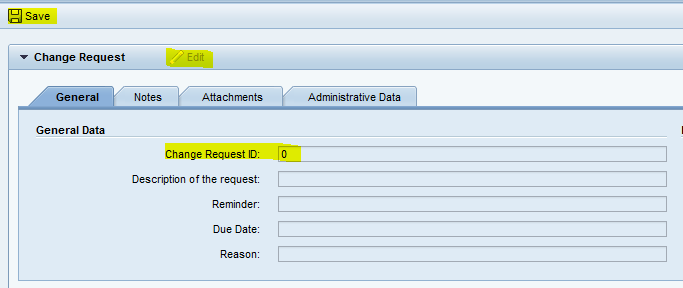 Save
Change Request Edit
General Notes Attachments Administrative Data
General Data
Change Request ID: 0
Description of the request:
Reminder:
Due Date:
Reason: